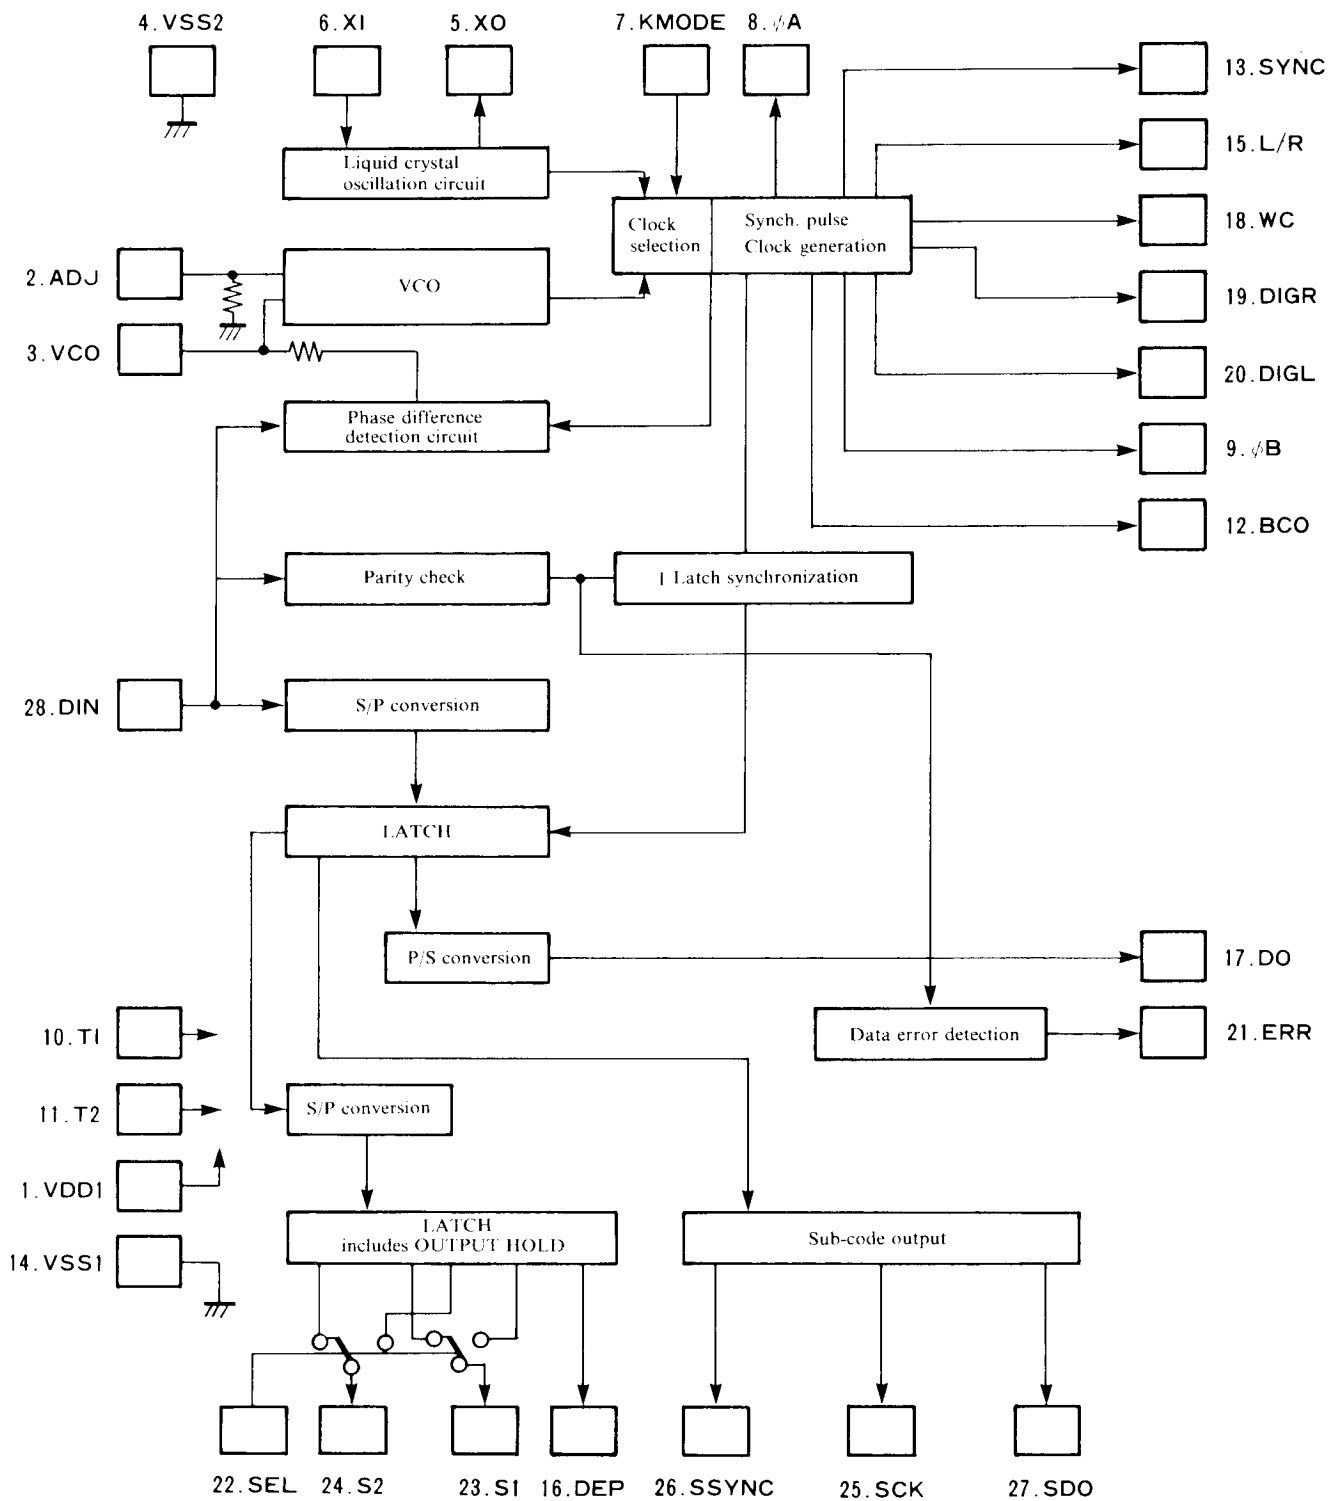 4.VSS2
6.XI
5.XO
7.KMODE
8.φA
13.SYNC
Liquid crystal
oscillation circuit
15.L/R
Clock
selection
Synch. pulse
Clock generation
18.WC
2.ADJ
VCO
19.DIGR
3.VCO
20.DIGL
Phase difference
detection circuit
9.φB
12.BCO
Parity check
1 Latch synchronization
28.DIN
S/P conversion
LATCH
P/S conversion
17.DO
10.T1
Data error detection
21.ERR
11.T2
S/P conversion
1.VDD1
LATCH
includes OUTPUT HOLD
Sub-code output
14.VSS1
22.SEL
24.S2
23.S1
16.DEP
26.SSYNC
25.SCK
27.SDO